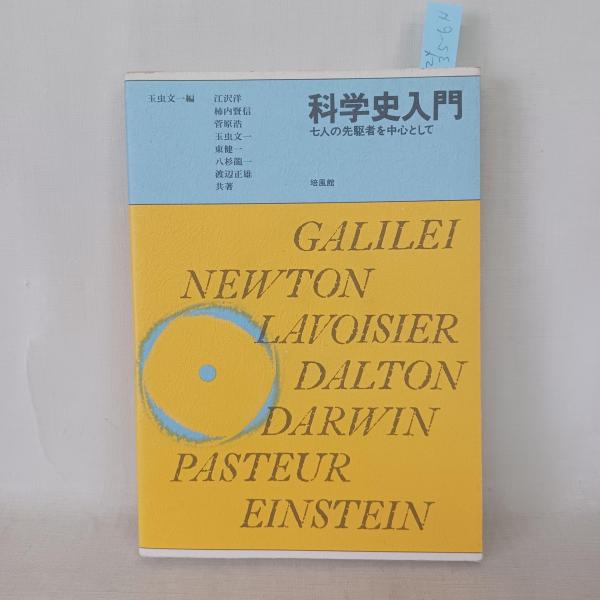 科学史入門
七人の先駆者を中心として
玉虫文一編
江沢洋
柿内賢信
菅原浩
玉虫文一
東健一
八杉龍一
渡辺正雄
共著
培風館
GALILEI
NEWTON
LAVOISIER
DALTON
DARWIN
PASTEUR
EINSTEIN